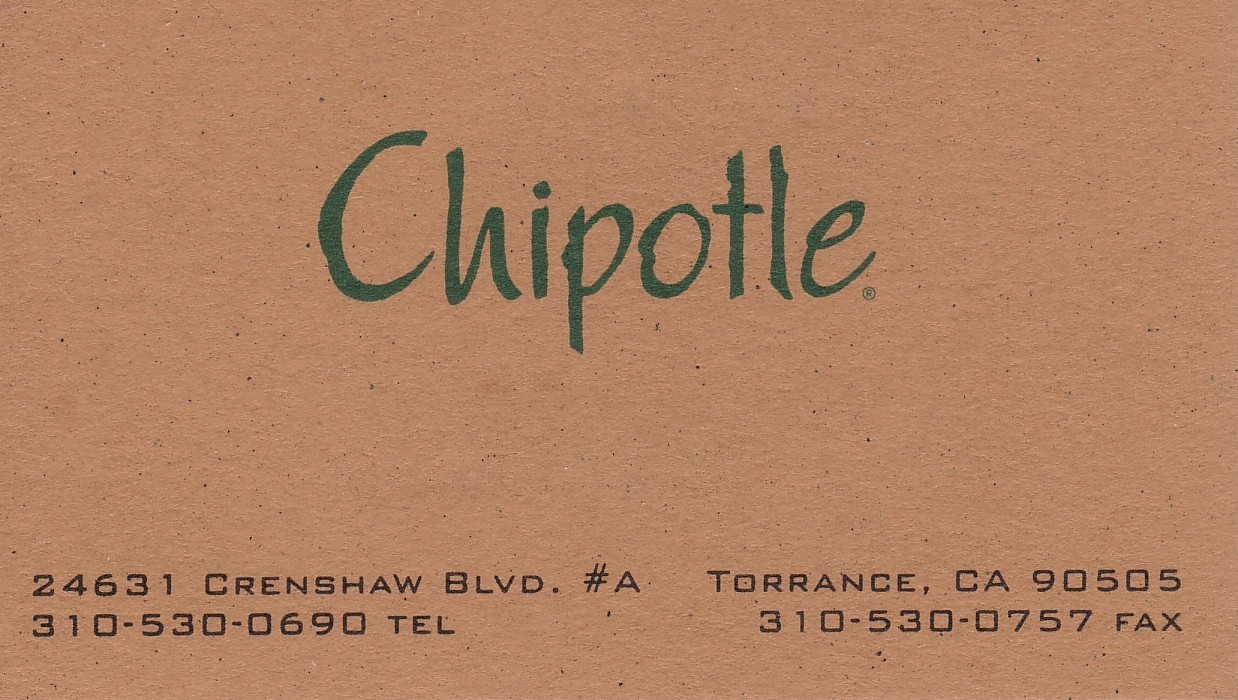 Chipotle®
24631 CRENSHAW BLVD. #A TORRANCE, CA 90505
310-530-0690 TEL 310-530-0757 FAX